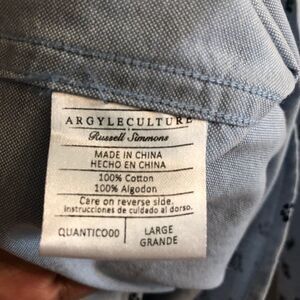 ARGYLECULTURE
Russell Simmons
MADE IN CHINA
HECHO EN CHINA
100% Cotton
100% Algodon
Care on reverse side.
Instrucciones de cuidado al dorso.
QUANTICO00
LARGE
GRANDE